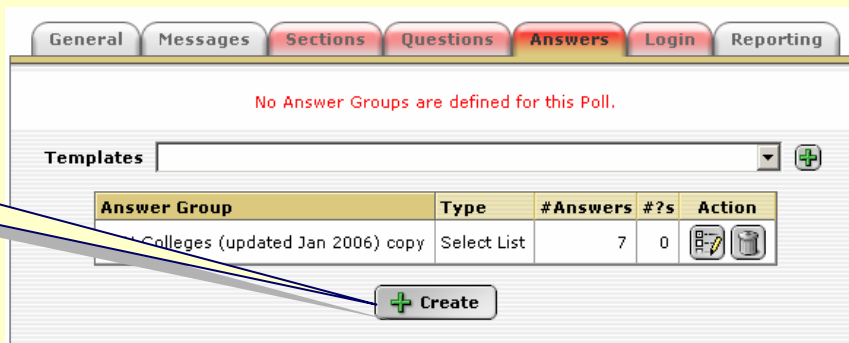 General Messages Sections Questions Answers Login Reporting
No Answer Groups are defined for this Poll.
Templates
Answer Group Type #Answers #?s Action
Colleges (updated Jan 2006) copy Select List 7 0
Create